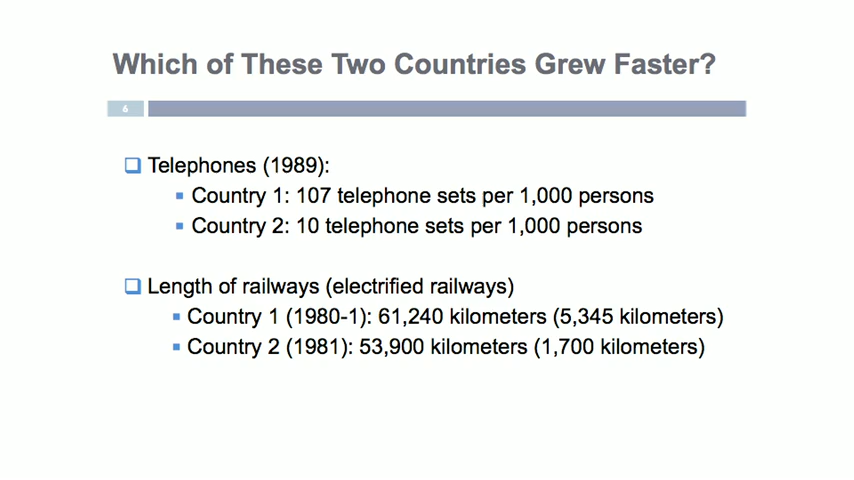 Which of These Two Countries Grew Faster?
6
Telephones (1989):
Country 1: 107 telephone sets per 1,000 persons
Country 2: 10 telephone sets per 1,000 persons
Length of railways (electrified railways)
Country 1 (1980-1): 61,240 kilometers (5,345 kilometers)
Country 2 (1981): 53,900 kilometers (1,700 kilometers)